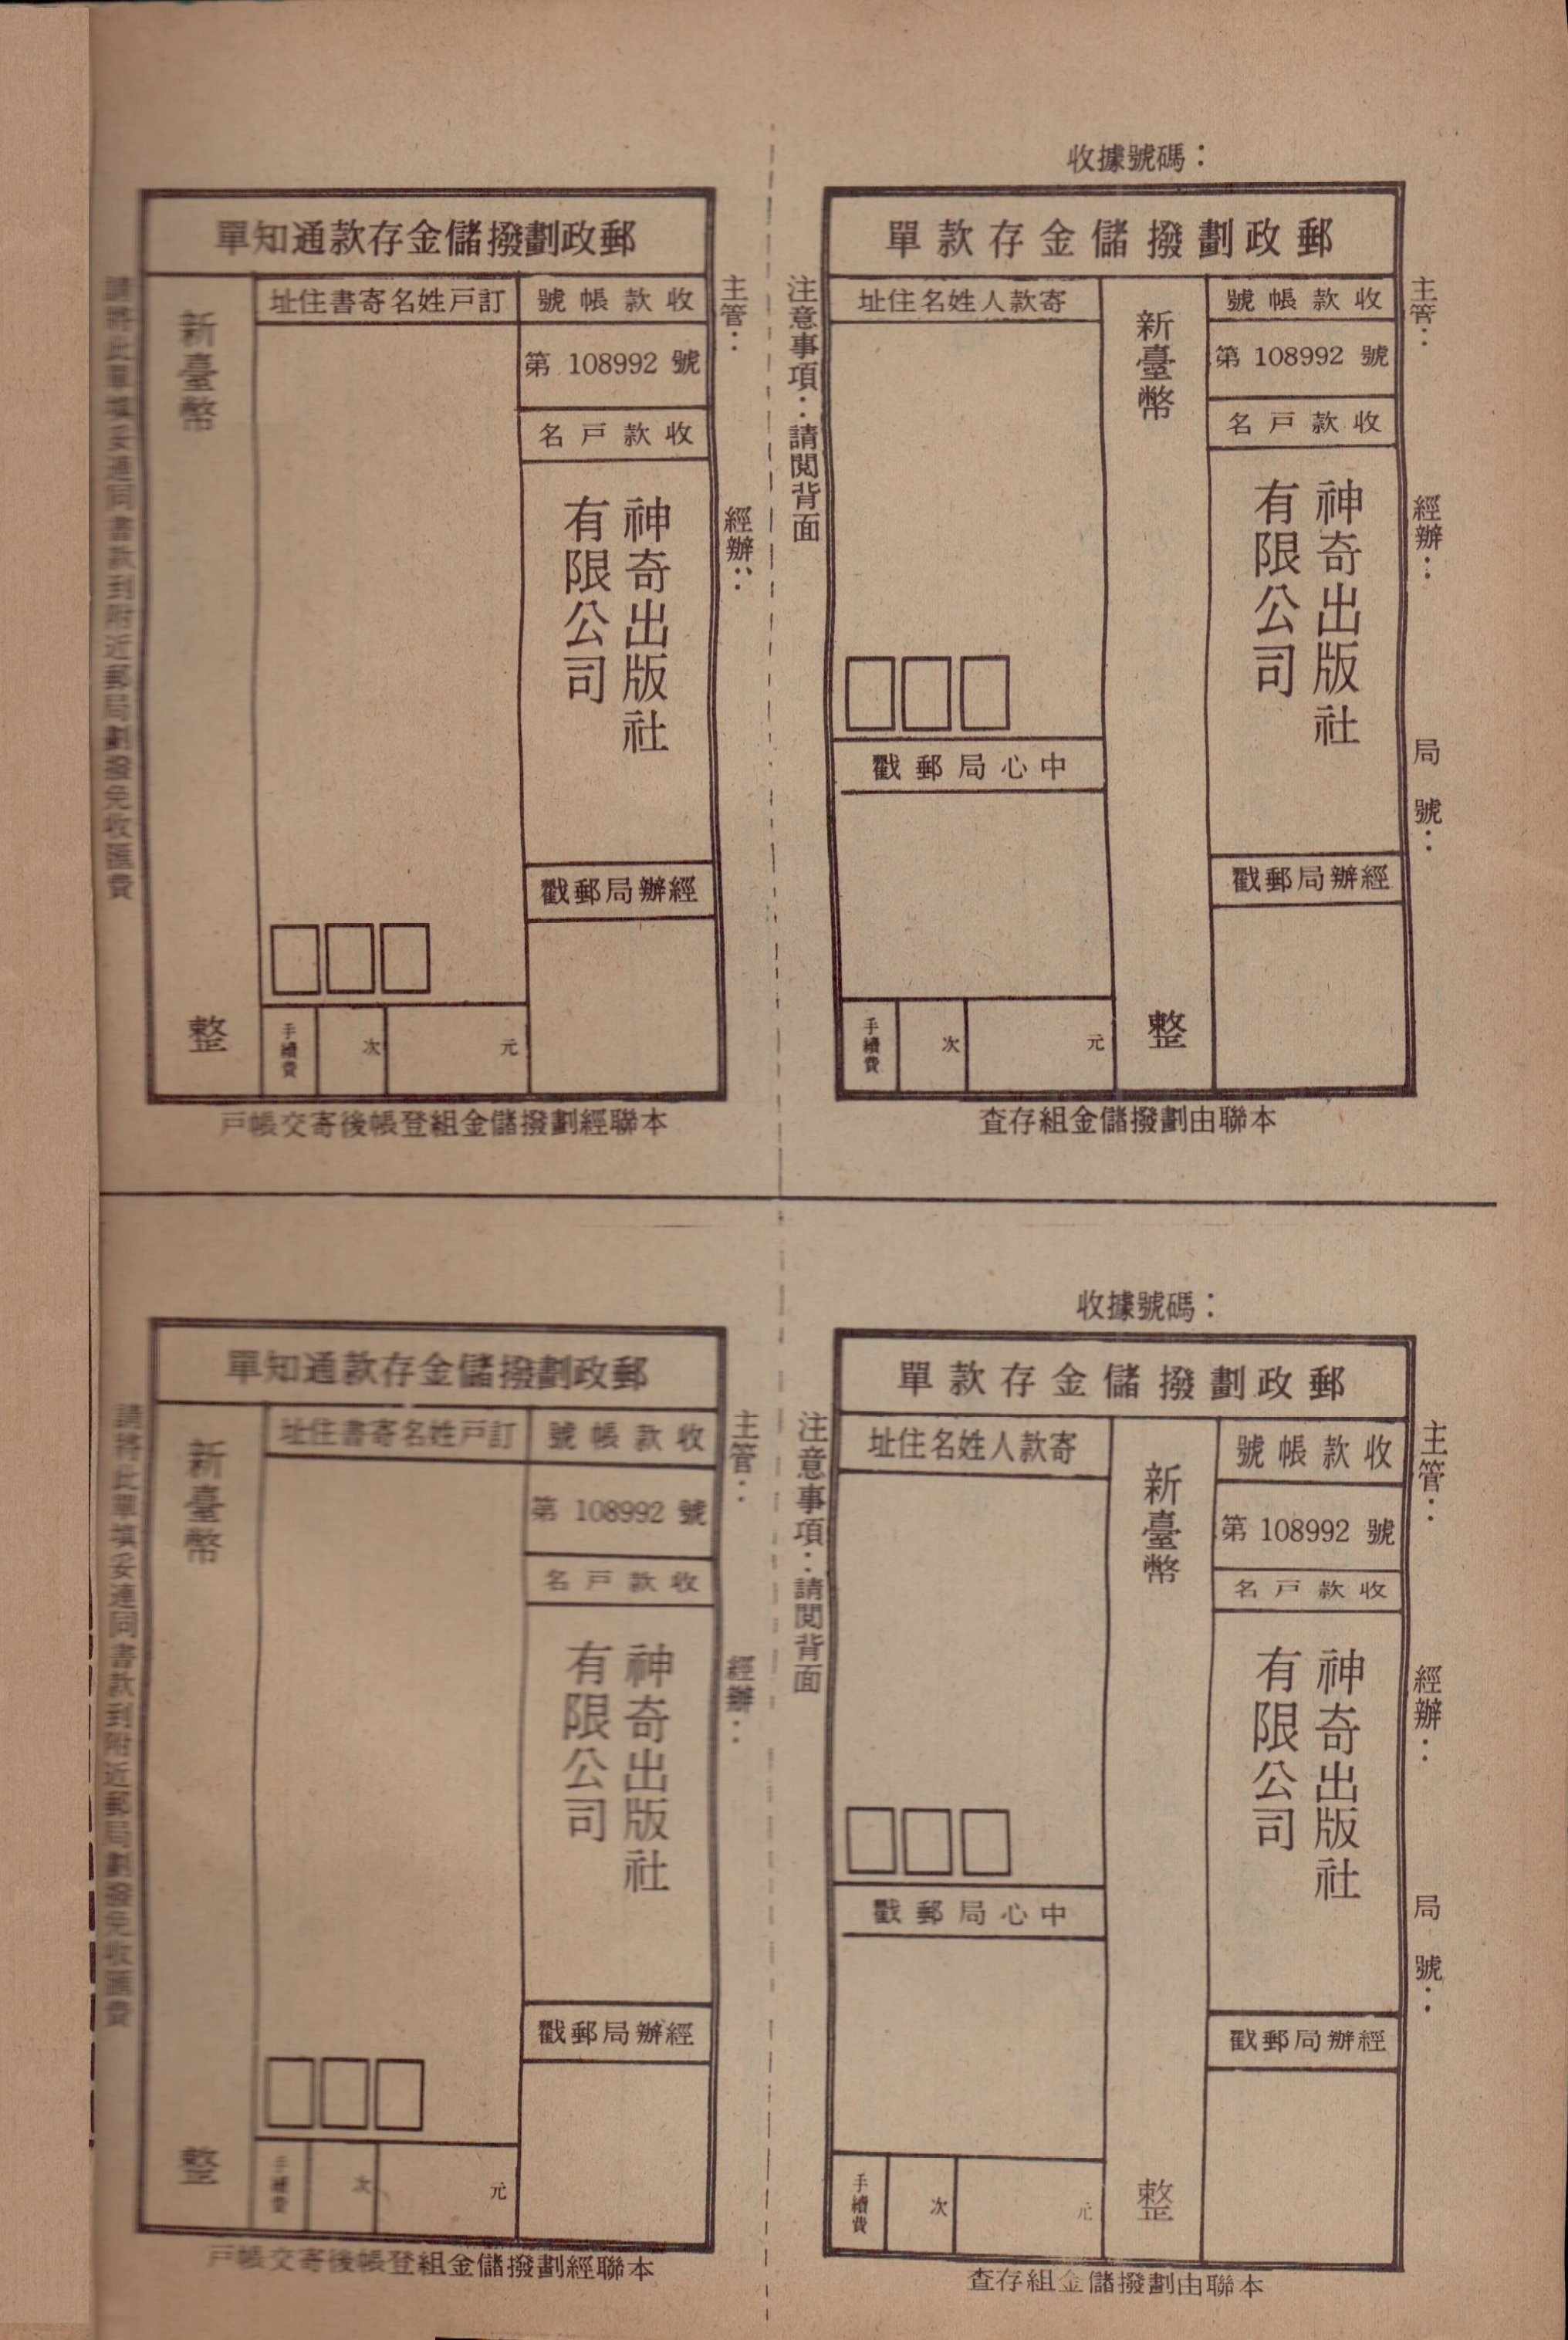 收據號碼：
郵政劃撥儲金存款單
收款帳號
第 108992 號
收款戶名
神奇出版社
有限公司
經辦局郵戳
新臺幣
整
寄款人姓名住址
中心局郵戳
手續費
次
元
主管：
經辦：
局號：
注意事項：請閱背面
本聯由劃撥儲金組存查
郵政劃撥儲金存款通知單
收款帳號
第 108992 號
收款戶名
神奇出版社
有限公司
經辦局郵戳
訂戶姓名寄書住址
手續費
次
元
新臺幣
整
主管：
經辦：
請將此單填妥連同書款到附近郵局劃撥免收匯費
本聯經劃撥儲金組登帳後寄交帳戶
收據號碼：
郵政劃撥儲金存款單
收款帳號
第 108992 號
收款戶名
神奇出版社
有限公司
經辦局郵戳
新臺幣
整
寄款人姓名住址
中心局郵戳
手續費
次
元
主管：
經辦：
局號：
注意事項：請閱背面
本聯由劃撥儲金組存查
郵政劃撥儲金存款通知單
收款帳號
第 108992 號
收款戶名
神奇出版社
有限公司
經辦局郵戳
訂戶姓名寄書住址
手續費
次
元
新臺幣
整
主管：
經辦：
請將此單填妥連同書款到附近郵局劃撥免收匯費
本聯經劃撥儲金組登帳後寄交帳戶